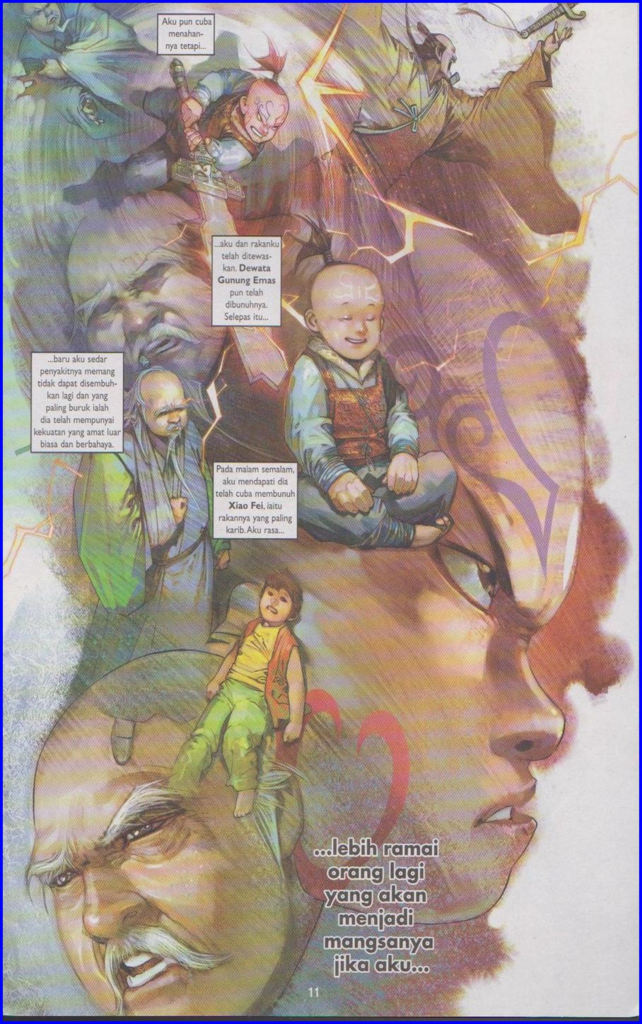 Aku pun cuba
menahan-
nya tetapi...
...aku dan rakanku
telah ditewas-
kan. Dewata
Gunung Emas
pun telah
dibunuhnya.
Selepas itu...
...baru aku sedar
penyakitnya memang
tidak dapat disembuh-
kan lagi dan yang
paling buruk ialah
dia telah mempunyai
kekuatan yang amat luar
biasa dan berbahaya.
Pada malam semalam,
aku mendapati dia
telah cuba membunuh
Xiao Fei, iaitu
rakannya yang paling
karib. Aku rasa...
...lebih ramai
orang lagi
yang akan
menjadi
mangsanya
jika aku...
11